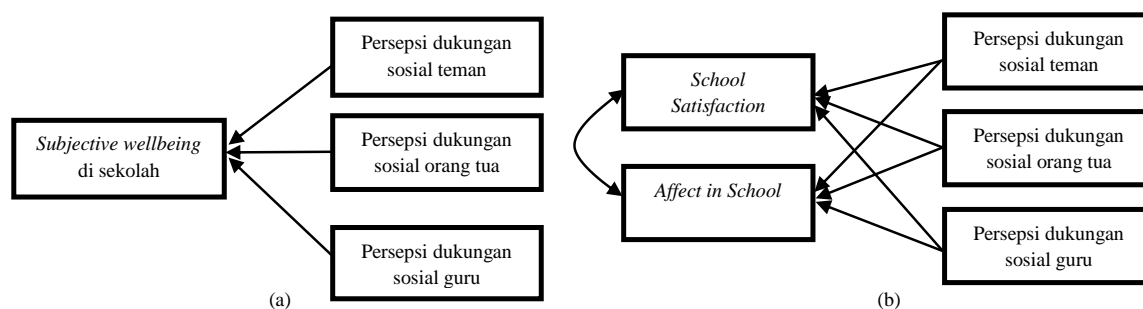 Persepsi dukungan
sosial teman
Subjective wellbeing
di sekolah
Persepsi dukungan
sosial orang tua
Persepsi dukungan
sosial guru
(a)
School
Satisfaction
Affect in School
Persepsi dukungan
sosial teman
Persepsi dukungan
sosial orang tua
Persepsi dukungan
sosial guru
(b)